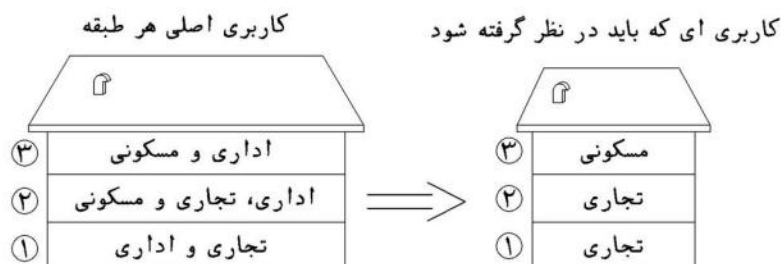 کاربری ای که باید در نظر گرفته شود
کاربری اصلی هر طبقه
۳ مسکونی
۲ تجاری
۱ تجاری
۳ اداری و مسکونی
۲ اداری، تجاری و مسکونی
۱ تجاری و اداری